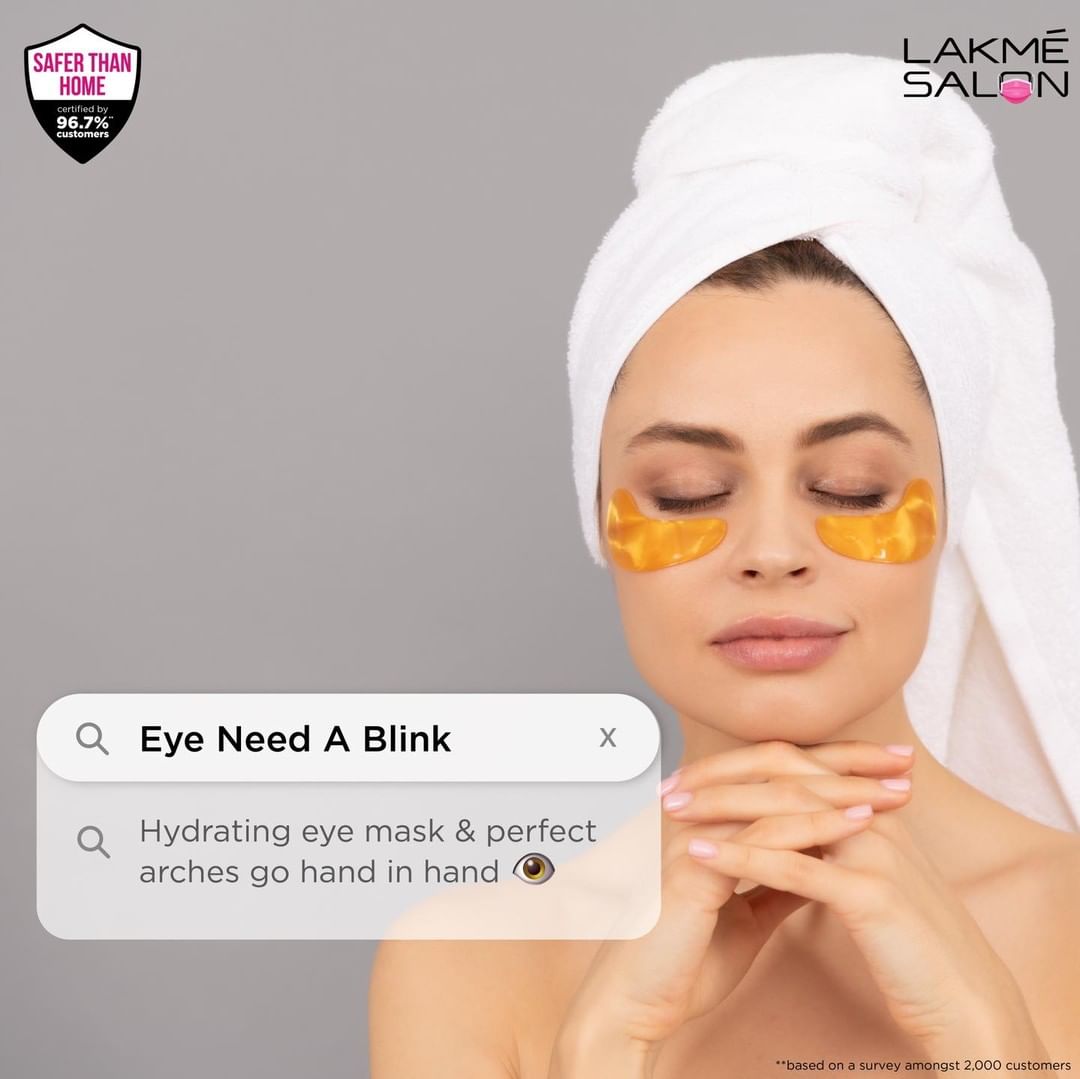 SAFER THAN
HOME
certified by
96.7%**
customers
LAKMÉ
SALON
Eye Need A Blink
X
Hydrating eye mask & perfect
arches go hand in hand
**based on a survey amongst 2,000 customers